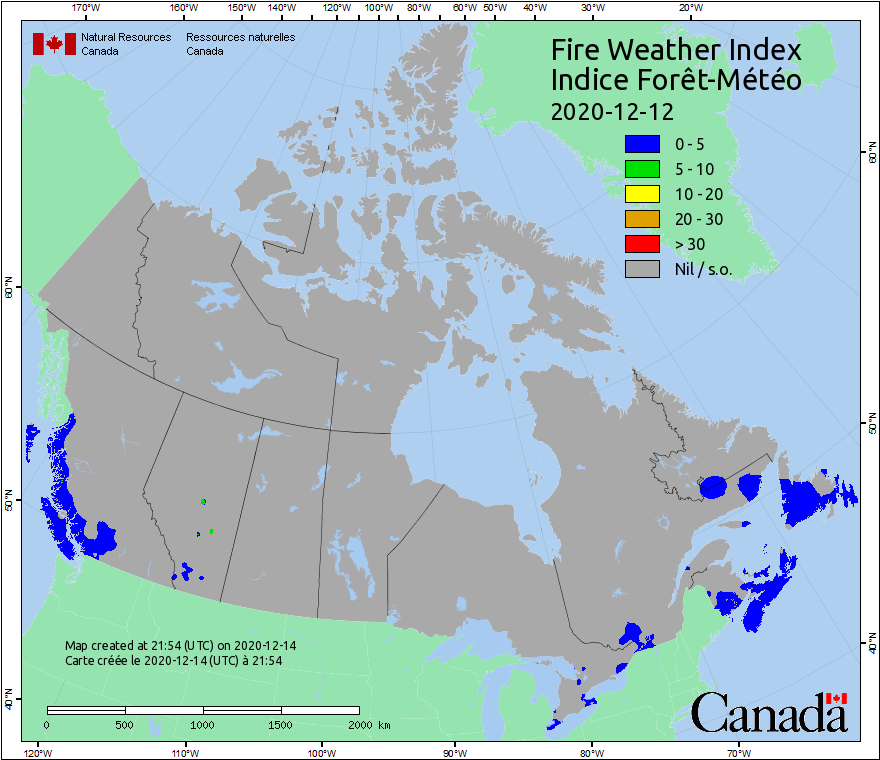 170°W 160°W 150°W 140°W 130°W 120°W 110°W 100°W 90°W 80°W 60°W 50°W 40°W 30°W 20°W
Natural Resources Ressources naturelles
Canada Canada
Fire Weather Index
Indice Forêt-Météo
2020-12-12
0 - 5
5 - 10
10 - 20
20 - 30
> 30
Nil / s.o.
60°N
60°N
50°N
50°N
40°N
40°N
Map created at 21:54 (UTC) on 2020-12-14
Carte créée le 2020-12-14 (UTC) à 21:54
0 500 1000 1500 2000 km
Canada
120°W 110°W 100°W 90°W 80°W 70°W